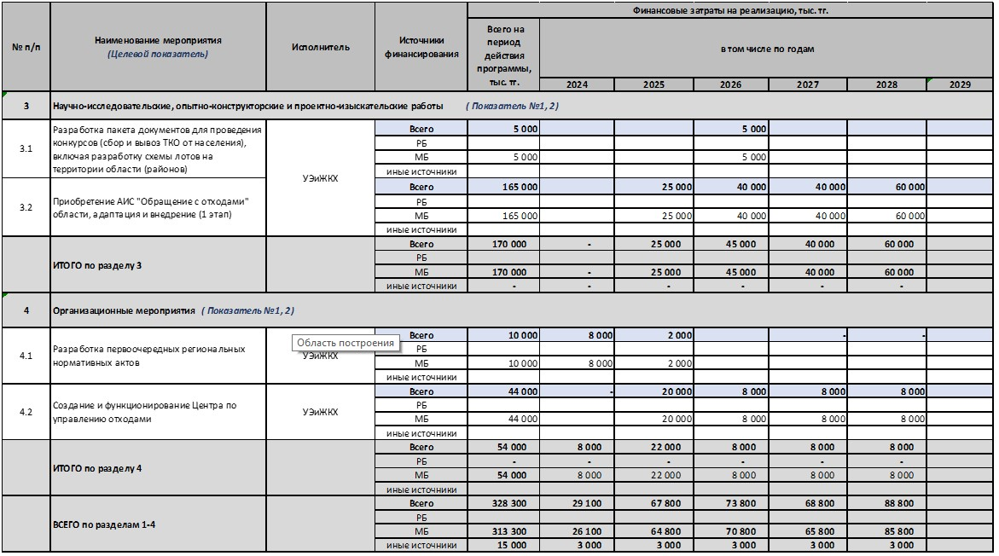 Финансовые затраты на реализацию, тыс. тг.
№ п/п
Наименование мероприятия
(Целевой показатель)
Исполнитель
Источники
финансирования
Всего на
период
действия
программы,
тыс. тг.
в том числе по годам
2024 2025 2026 2027 2028 2029
3 Научно-исследовательские, опытно-конструкторские и проектно-изыскательские работы ( Показатель №1, 2)
3.1
Разработка пакета документов для проведения
конкурсов (сбор и вывоз ТКО от населения),
включая разработку схемы лотов на
территории области (районов)
УЭиЖКХ
Всего 5 000 5 000
РБ
МБ 5 000 5 000
иные источники
3.2
Приобретение АИС "Обращение с отходами"
области, адаптация и внедрение (1 этап)
Всего 165 000 25 000 40 000 40 000 60 000
РБ
МБ 165 000 25 000 40 000 40 000 60 000
иные источники
ИТОГО по разделу 3
Всего 170 000 - 25 000 45 000 40 000 60 000
РБ
МБ 170 000 - 25 000 45 000 40 000 60 000
иные источники - - - - - -
4 Организационные мероприятия ( Показатель №1, 2)
4.1
Разработка первоочередных региональных
нормативных актов
Область построения
УЭиЖКХ
Всего 10 000 8 000 2 000 - -
РБ
МБ 10 000 8 000 2 000
иные источники
4.2
Создание и функционирование Центра по
управлению отходами
УЭиЖКХ
Всего 44 000 - 20 000 8 000 8 000 8 000
РБ
МБ 44 000 20 000 8 000 8 000 8 000
иные источники
ИТОГО по разделу 4
Всего 54 000 8 000 22 000 8 000 8 000 8 000
РБ - - - - - -
МБ 54 000 8 000 22 000 8 000 8 000 8 000
иные источники
ВСЕГО по разделам 1-4
Всего 328 300 29 100 67 800 73 800 68 800 88 800
РБ
МБ 313 300 26 100 64 800 70 800 65 800 85 800
иные источники 15 000 3 000 3 000 3 000 3 000 3 000